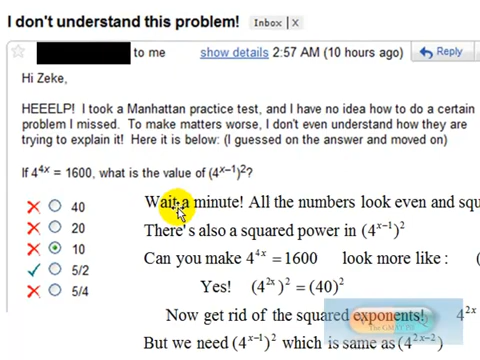 I don't understand this problem! Inbox | X
to me show details 2:57 AM (10 hours ago) Reply
Hi Zeke,
HEEELP! I took a Manhattan practice test, and I have no idea how to do a certain
problem I missed. To make matters worse, I don't even understand how they are
trying to explain it! Here it is below: (I guessed on the answer and moved on)
If 4^{4x} = 1600, what is the value of (4^{x−1})^2?
40
20
10
5/2
5/4
Wait a minute! All the numbers look even and squ
There's also a squared power in (4^{x−1})^2
Can you make 4^{4x} = 1600 look more like : (
Yes! (4^{2x})^2 = (40)^2
Now get rid of the squared exponents! 4^{2x}
But we need (4^{x−1})^2 which is same as (4^{2x−2})
The GMAT Pill